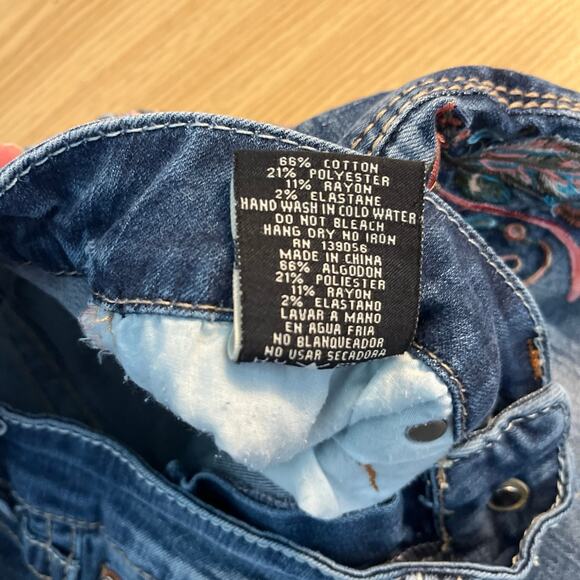 66% COTTON
21% POLYESTER
11% RAYON
2% ELASTANE
HAND WASH IN COLD WATER
DO NOT BLEACH
HANG DRY NO IRON
RN 139056
MADE IN CHINA
66% ALGODON
21% POLIESTER
11% RAYON
2% ELASTANO
LAVAR A MANO
EN AGUA FRIA
NO BLANQUEADOR
NO USAR SECADORA